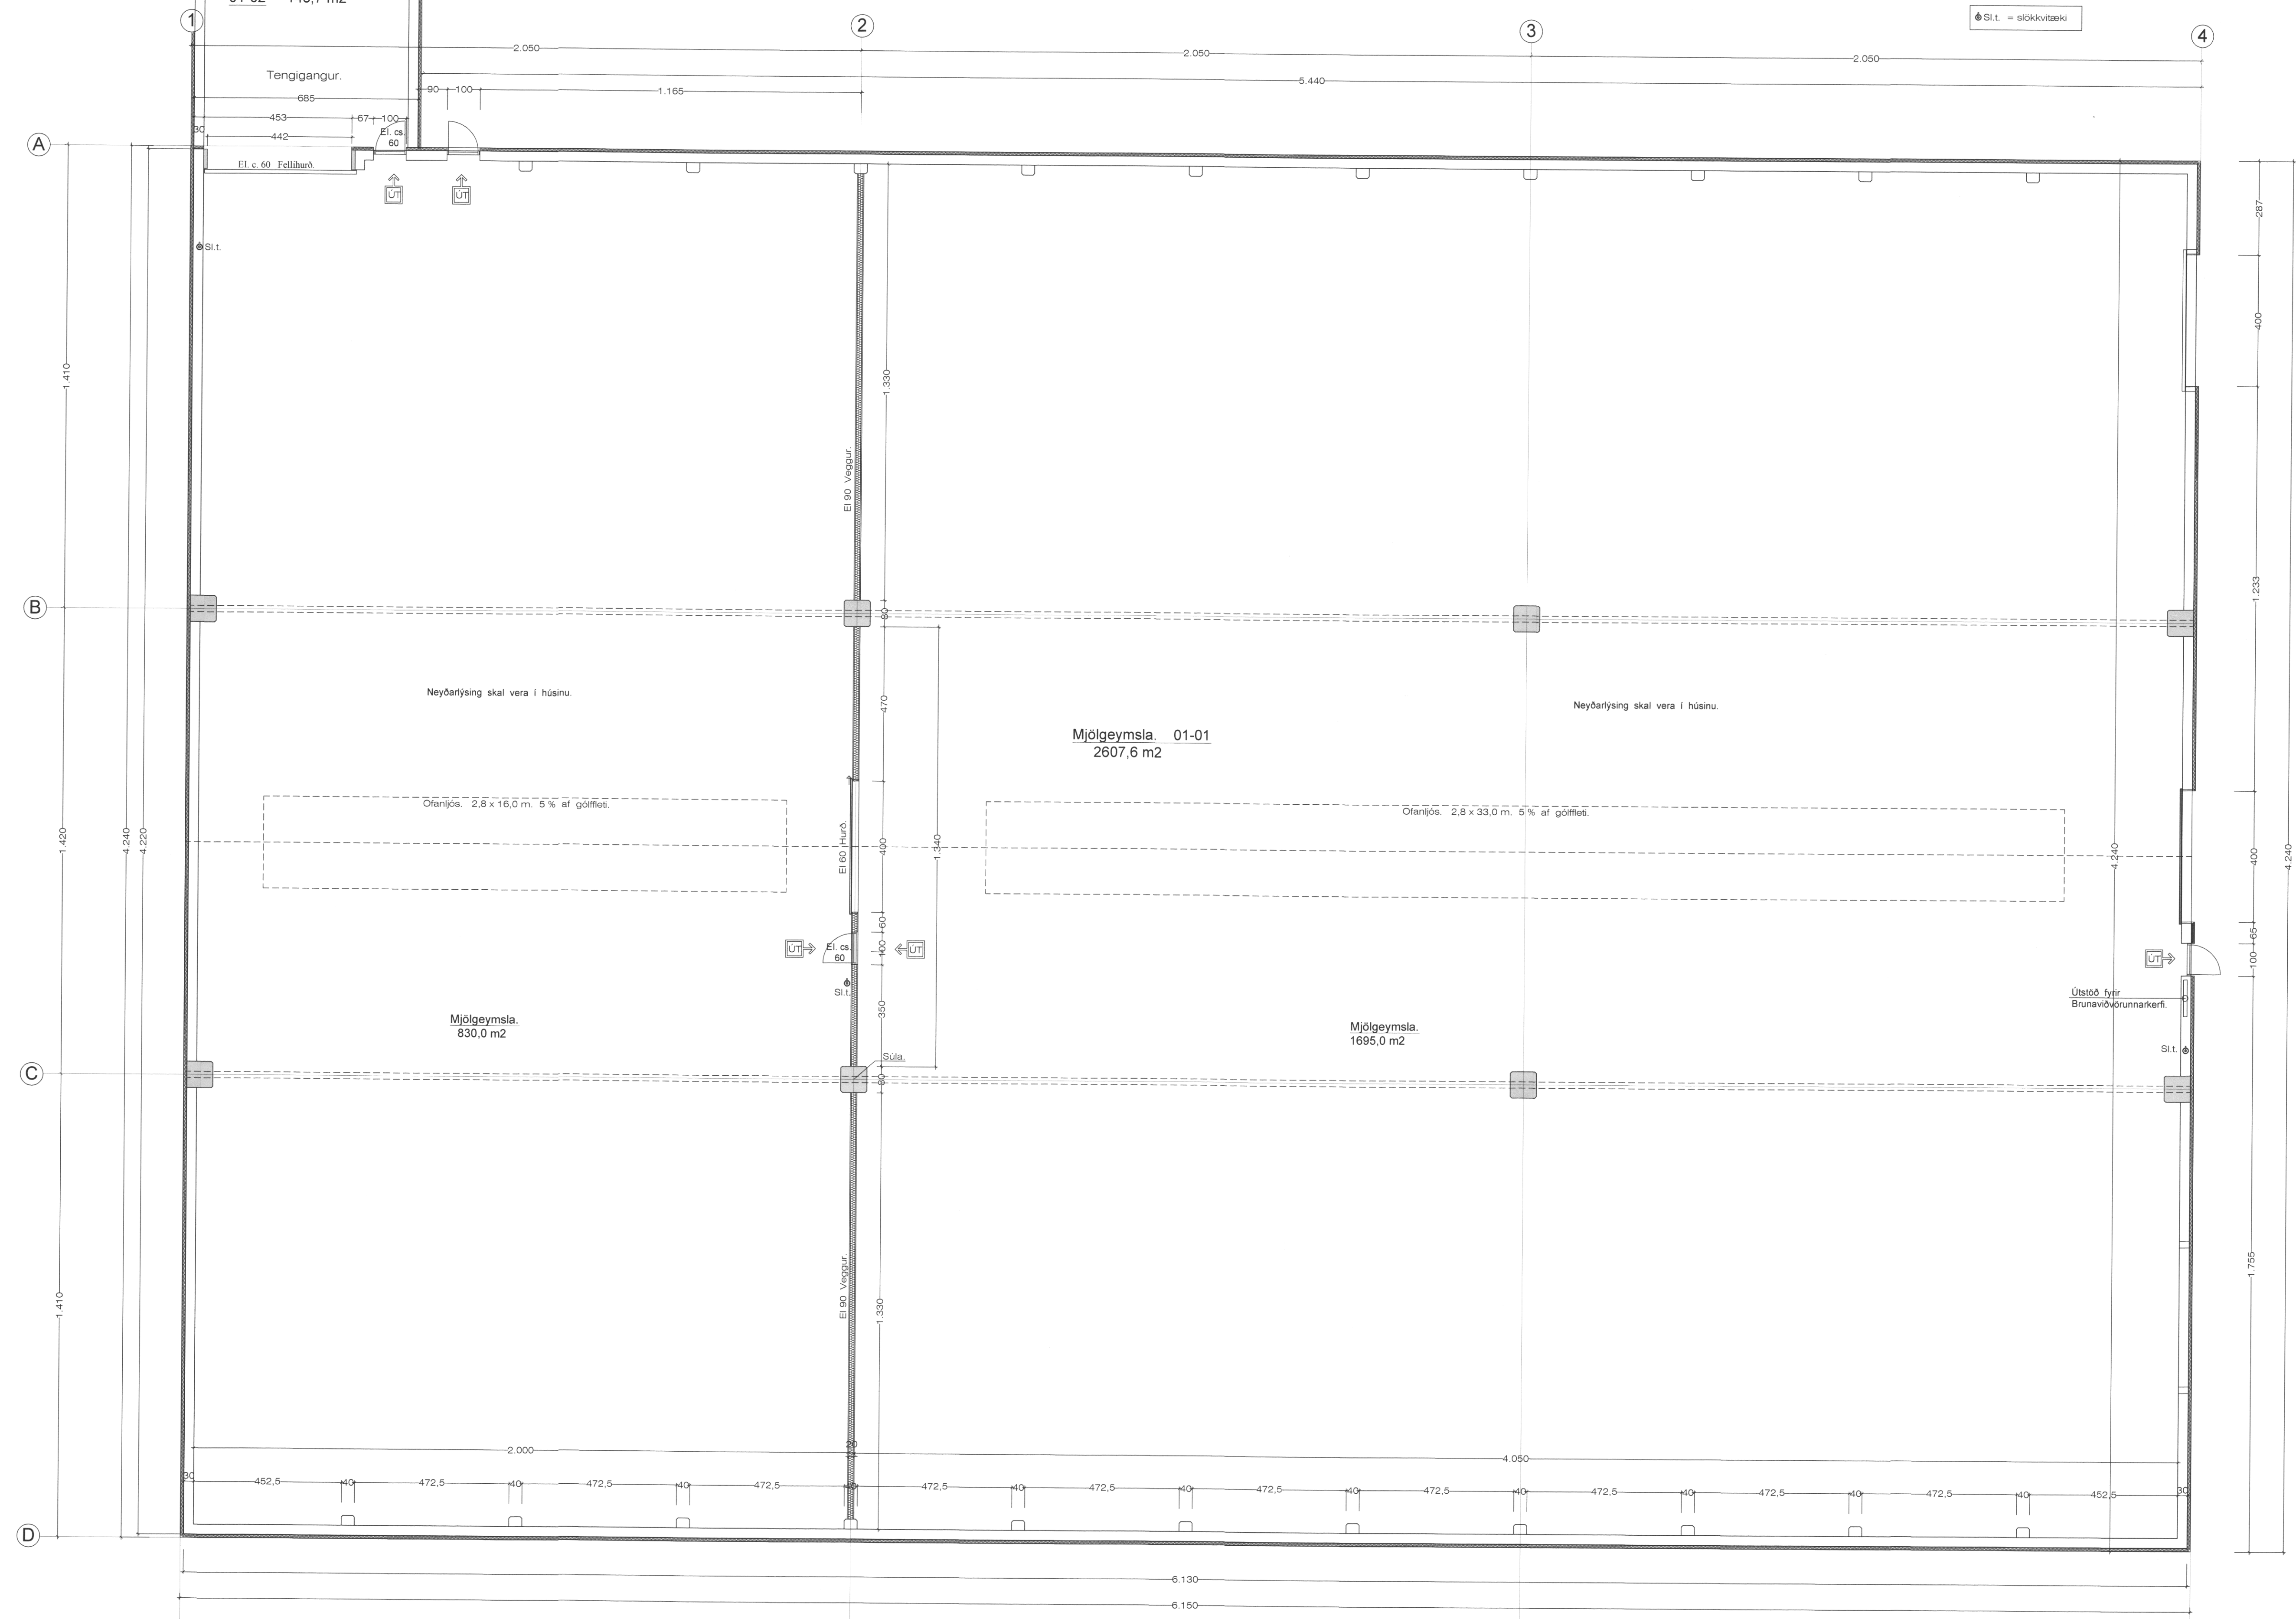 Sl.t. = slökkvitæki
1
2
3
4
2.050
2.050
2.050
5.440
Tengigangur.
685
90 100 1.165
453 67 100
30
442
El. cs.
60
El. c. 60 Fellihurð.
A
ÚT
ÚT
Sl.t.
287
400
1.410
1.330
EI 90 Veggur.
1.233
B
80
470
Neyðarlýsing skal vera í húsinu.
Neyðarlýsing skal vera í húsinu.
Mjölgeymsla. 01-01
2607,6 m2
Ofanljós. 2,8 x 16,0 m. 5 % af gólffleti.
Ofanljós. 2,8 x 33,0 m. 5 % af gólffleti.
1.420
4.240
4.220
EI 60 Hurð.
400
1.340
4.240
400
4.240
60
65
ÚT
El. cs.
60
100
ÚT
ÚT
100
Sl.t.
350
Útstöð fyrir
Brunaviðvörunnarkerfi.
Mjölgeymsla.
830,0 m2
Mjölgeymsla.
1695,0 m2
Sl.t.
Súla.
C
80
1.410
EI 90 Veggur.
1.330
1.755
2.000
20
4.050
30 452,5 40 472,5 40 472,5 40 472,5 40 472,5 40 472,5 40 472,5 40 472,5 40 472,5 40 472,5 40 472,5 40 452,5 30
D
6.130
6.150